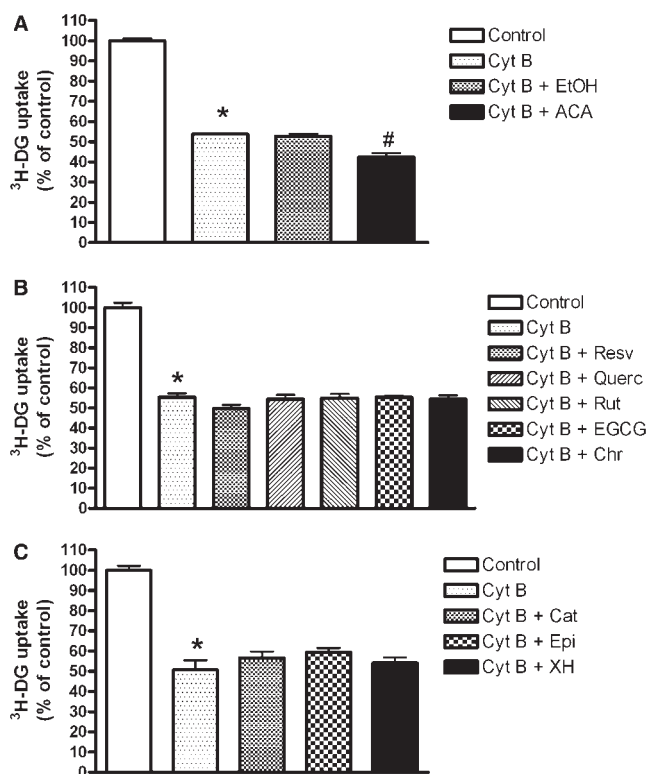 A
³H-DG uptake
(% of control)
110
100
90
80
70
60
50
40
30
20
10
0
*
#
Control
Cyt B
Cyt B + EtOH
Cyt B + ACA
B
³H-DG uptake
(% of control)
110
100
90
80
70
60
50
40
30
20
10
0
*
Control
Cyt B
Cyt B + Resv
Cyt B + Querc
Cyt B + Rut
Cyt B + EGCG
Cyt B + Chr
C
³H-DG uptake
(% of control)
110
100
90
80
70
60
50
40
30
20
10
0
*
Control
Cyt B
Cyt B + Cat
Cyt B + Epi
Cyt B + XH